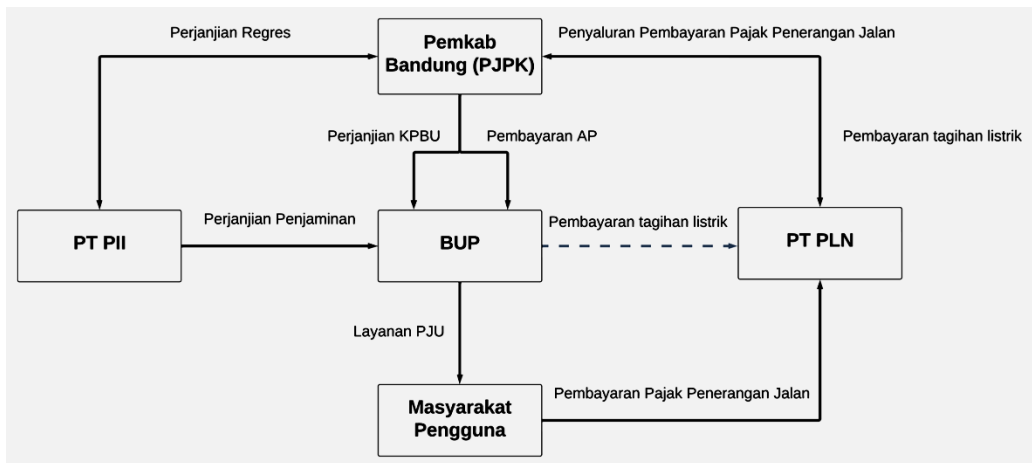 Perjanjian Regres
Pemkab
Bandung (PJPK)
Penyaluran Pembayaran Pajak Penerangan Jalan
Perjanjian KPBU
Pembayaran AP
Pembayaran tagihan listrik
PT PII
Perjanjian Penjaminan
BUP
Pembayaran tagihan listrik
PT PLN
Layanan PJU
Masyarakat
Pengguna
Pembayaran Pajak Penerangan Jalan